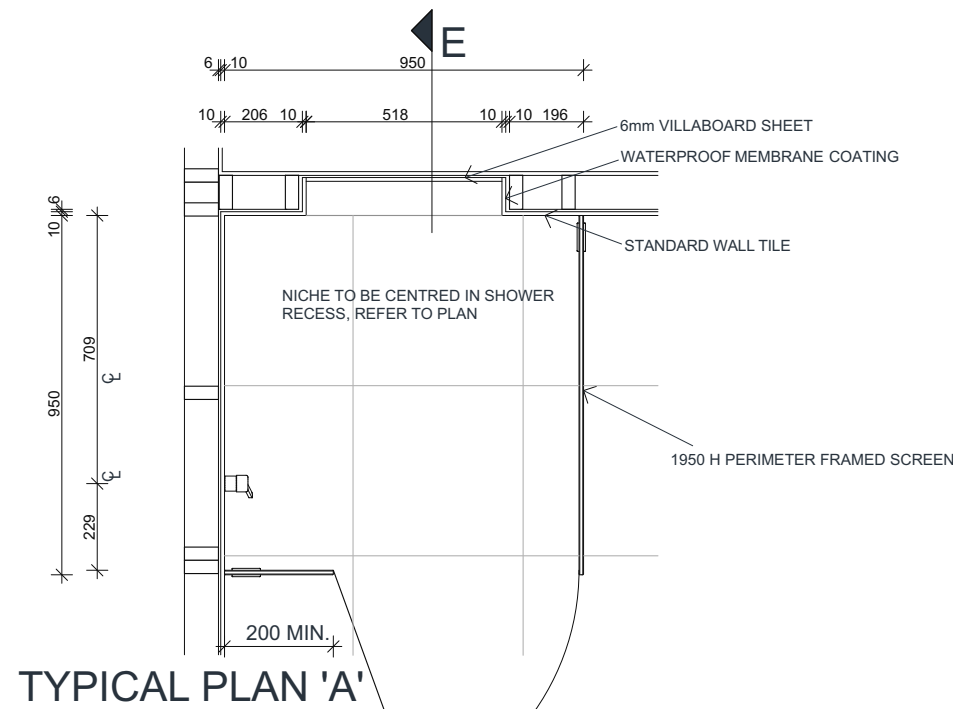 E
6 10 950
10 206 10 518 10 10 196
6mm VILLABOARD SHEET
WATERPROOF MEMBRANE COATING
STANDARD WALL TILE
10 6
NICHE TO BE CENTRED IN SHOWER
RECESS, REFER TO PLAN
709
CL
950
1950 H PERIMETER FRAMED SCREEN
CL
229
200 MIN.
TYPICAL PLAN 'A'